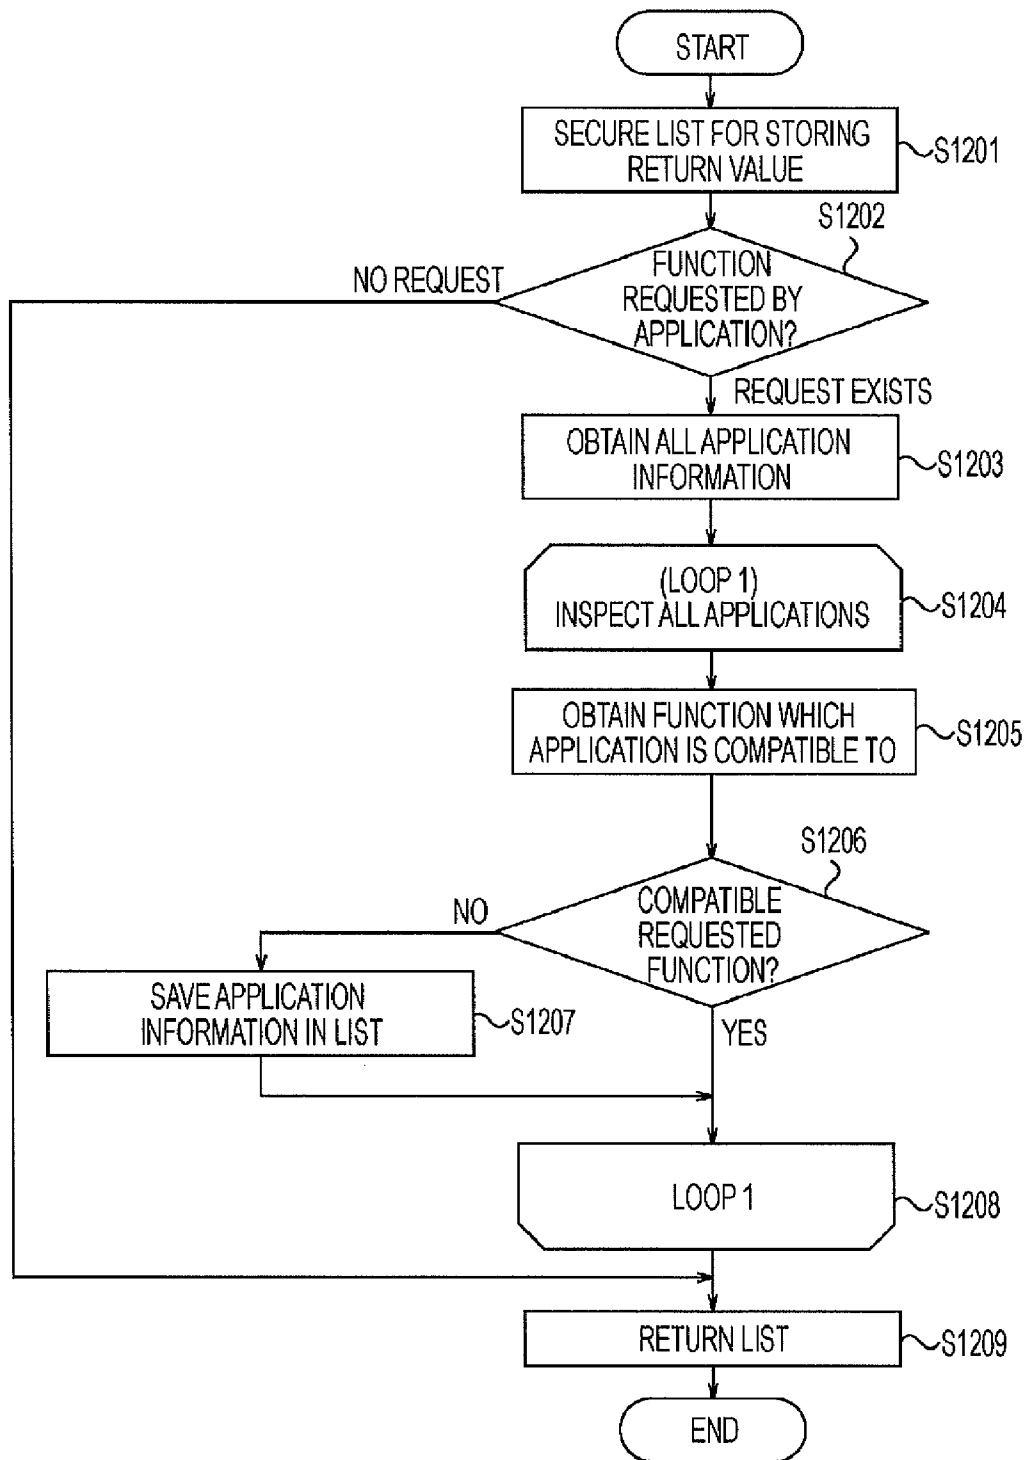 START
SECURE LIST FOR STORING
RETURN VALUE
S1201
S1202
FUNCTION
REQUESTED BY
APPLICATION?
NO REQUEST
REQUEST EXISTS
OBTAIN ALL APPLICATION
INFORMATION
S1203
(LOOP 1)
INSPECT ALL APPLICATIONS
S1204
OBTAIN FUNCTION WHICH
APPLICATION IS COMPATIBLE TO
S1205
S1206
COMPATIBLE
REQUESTED
FUNCTION?
NO
SAVE APPLICATION
INFORMATION IN LIST
S1207
YES
LOOP 1
S1208
RETURN LIST
S1209
END